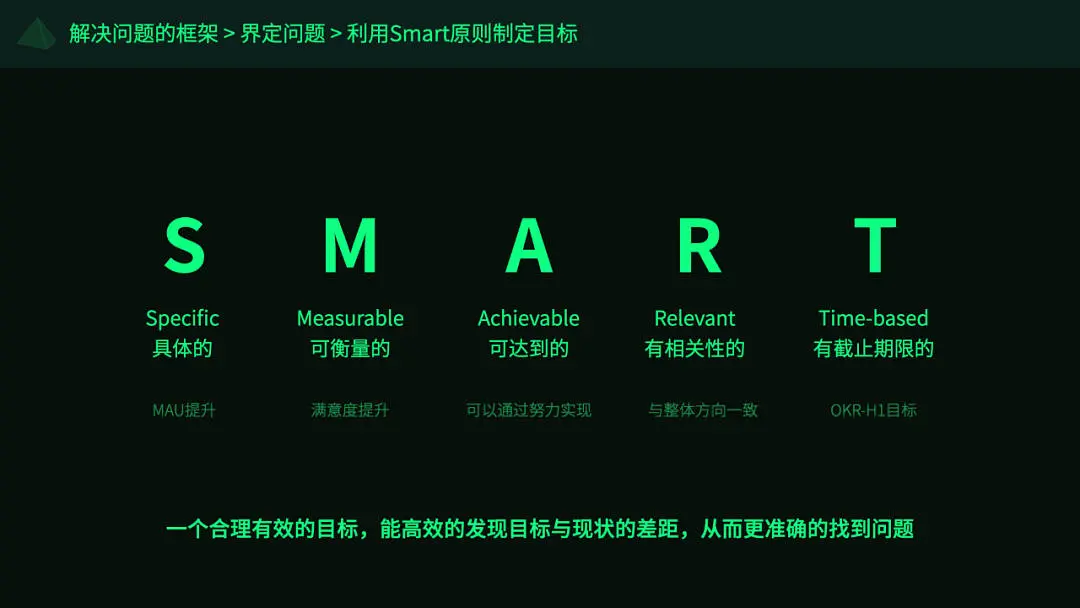 解决问题的框架 > 界定问题 > 利用Smart原则制定目标
S M A R T
Specific Measurable Achievable Relevant Time-based
具体的 可衡量的 可达到的 有相关性的 有截止期限的
MAU提升 满意度提升 可以通过努力实现 与整体方向一致 OKR-H1目标
一个合理有效的目标，能高效的发现目标与现状的差距，从而更准确的找到问题